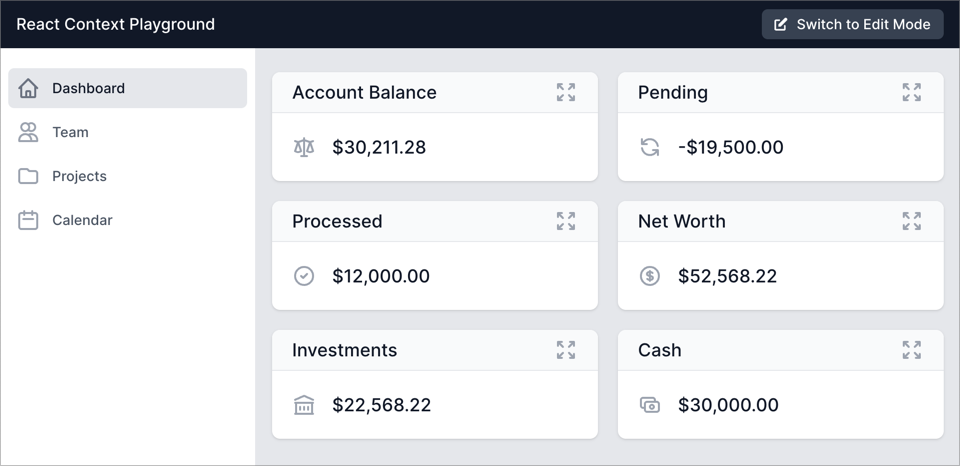 React Context Playground
Switch to Edit Mode
Dashboard
Team
Projects
Calendar
Account Balance
$30,211.28
Pending
-$19,500.00
Processed
$12,000.00
Net Worth
$52,568.22
Investments
$22,568.22
Cash
$30,000.00